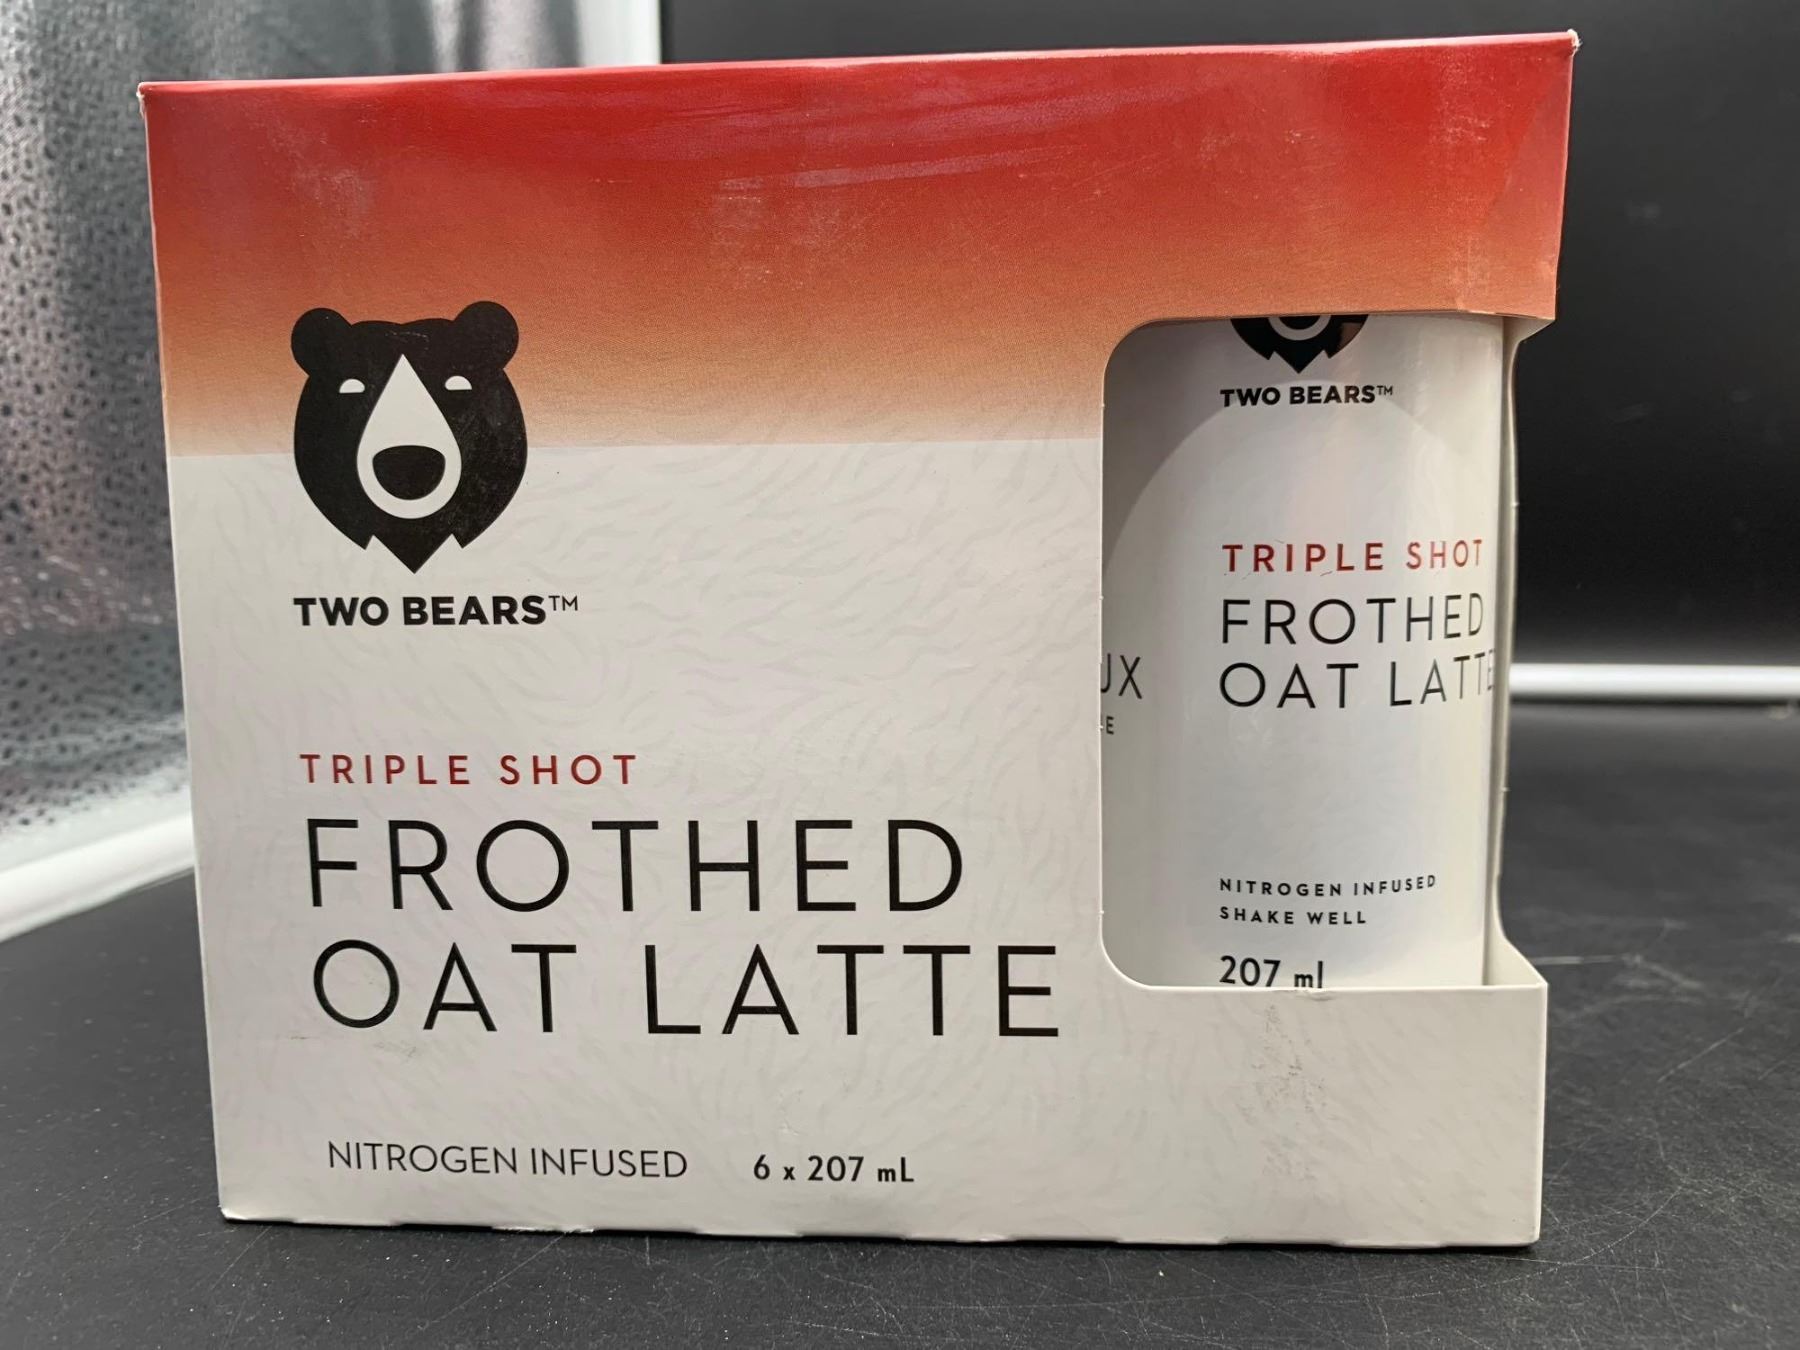 TWO BEARS™
TRIPLE SHOT
FROTHED
OAT LATTE
NITROGEN INFUSED 6 x 207 mL
TWO BEARS™
TRIPLE SHOT
FROTHED
OAT LATTE
NITROGEN INFUSED
SHAKE WELL
207 ml